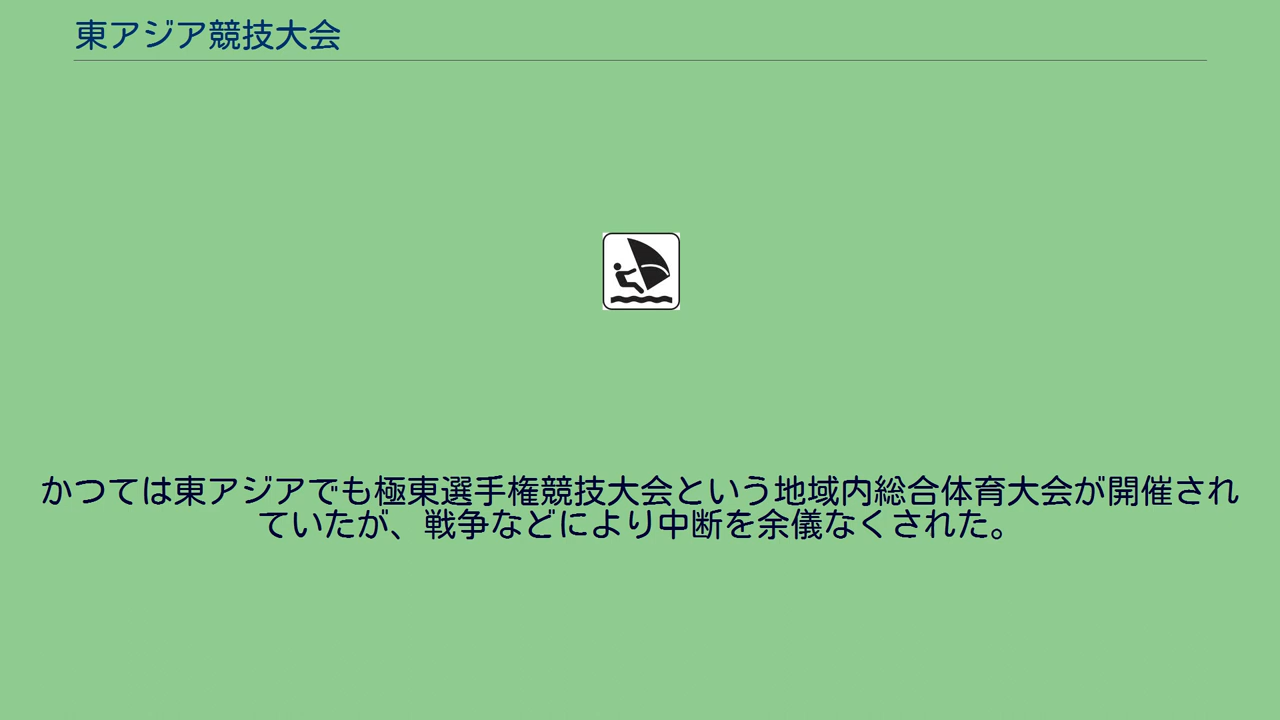 東アジア競技大会
かつては東アジアでも極東選手権競技大会という地域内総合体育大会が開催され
ていたが、戦争などにより中断を余儀なくされた。